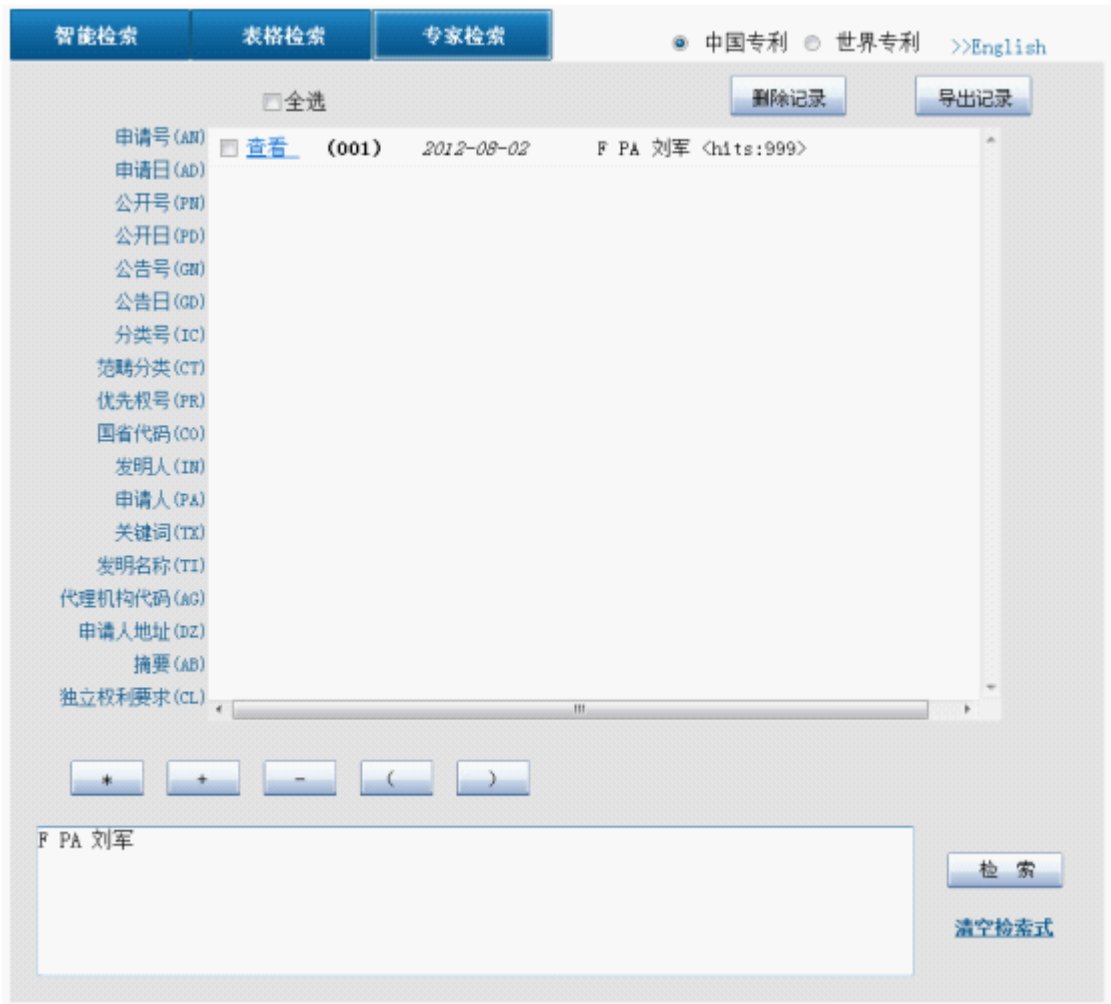 智能检索 表格检索 专家检索 中国专利 世界专利 >>English
全选 删除记录 导出记录
申请号(AN)
查看 (001) 2012-08-02 F PA 刘军 <hits:999>
申请日(AD)
公开号(PN)
公开日(PD)
公告号(GN)
公告日(GD)
分类号(IC)
范畴分类(CT)
优先权号(PR)
国省代码(CO)
发明人(IN)
申请人(PA)
关键词(TX)
发明名称(TI)
代理机构代码(AG)
申请人地址(DZ)
摘要(AB)
独立权利要求(CL)
* + - ( )
F PA 刘军
检 索
清空检索式